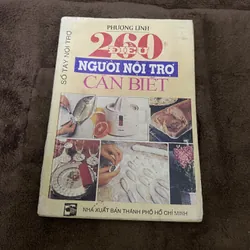 PHƯƠNG LINH
SỔ TAY NỘI TRỢ
260
ĐIỀU
NGƯỜI NỘI TRỢ
CẦN BIẾT
NHÀ XUẤT BẢN THÀNH PHỐ HỒ CHÍ MINH